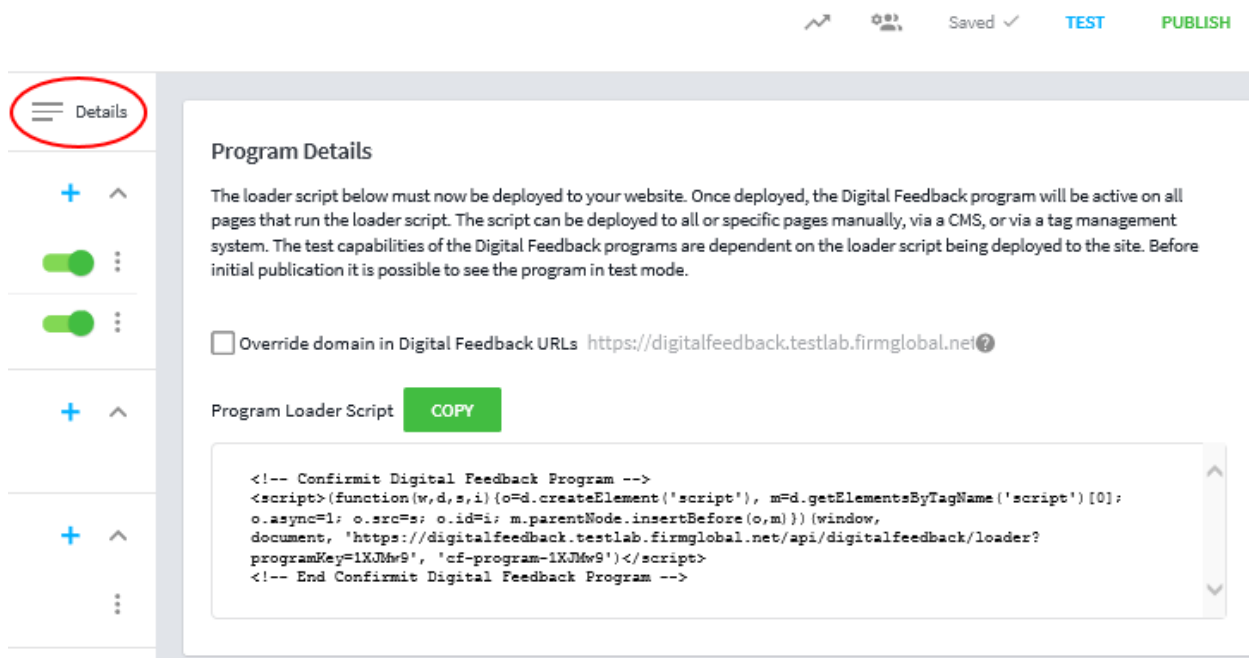 Saved
TEST
PUBLISH
Details
Program Details
The loader script below must now be deployed to your website. Once deployed, the Digital Feedback program will be active on all
pages that run the loader script. The script can be deployed to all or specific pages manually, via a CMS, or via a tag management
system. The test capabilities of the Digital Feedback programs are dependent on the loader script being deployed to the site. Before
initial publication it is possible to see the program in test mode.
Override domain in Digital Feedback URLs https://digitalfeedback.testlab.firmglobal.net
Program Loader Script COPY
<!-- Confirmit Digital Feedback Program -->
<script>(function(w,d,s,i){o=d.createElement('script'), m=d.getElementsByTagName('script')[0];
o.async=1; o.src=s; o.id=i; m.parentNode.insertBefore(o,m)})(window,
document, 'https://digitalfeedback.testlab.firmglobal.net/api/digitalfeedback/loader?
programKey=1XJMw9', 'cf-program-1XJMw9')</script>
<!-- End Confirmit Digital Feedback Program -->